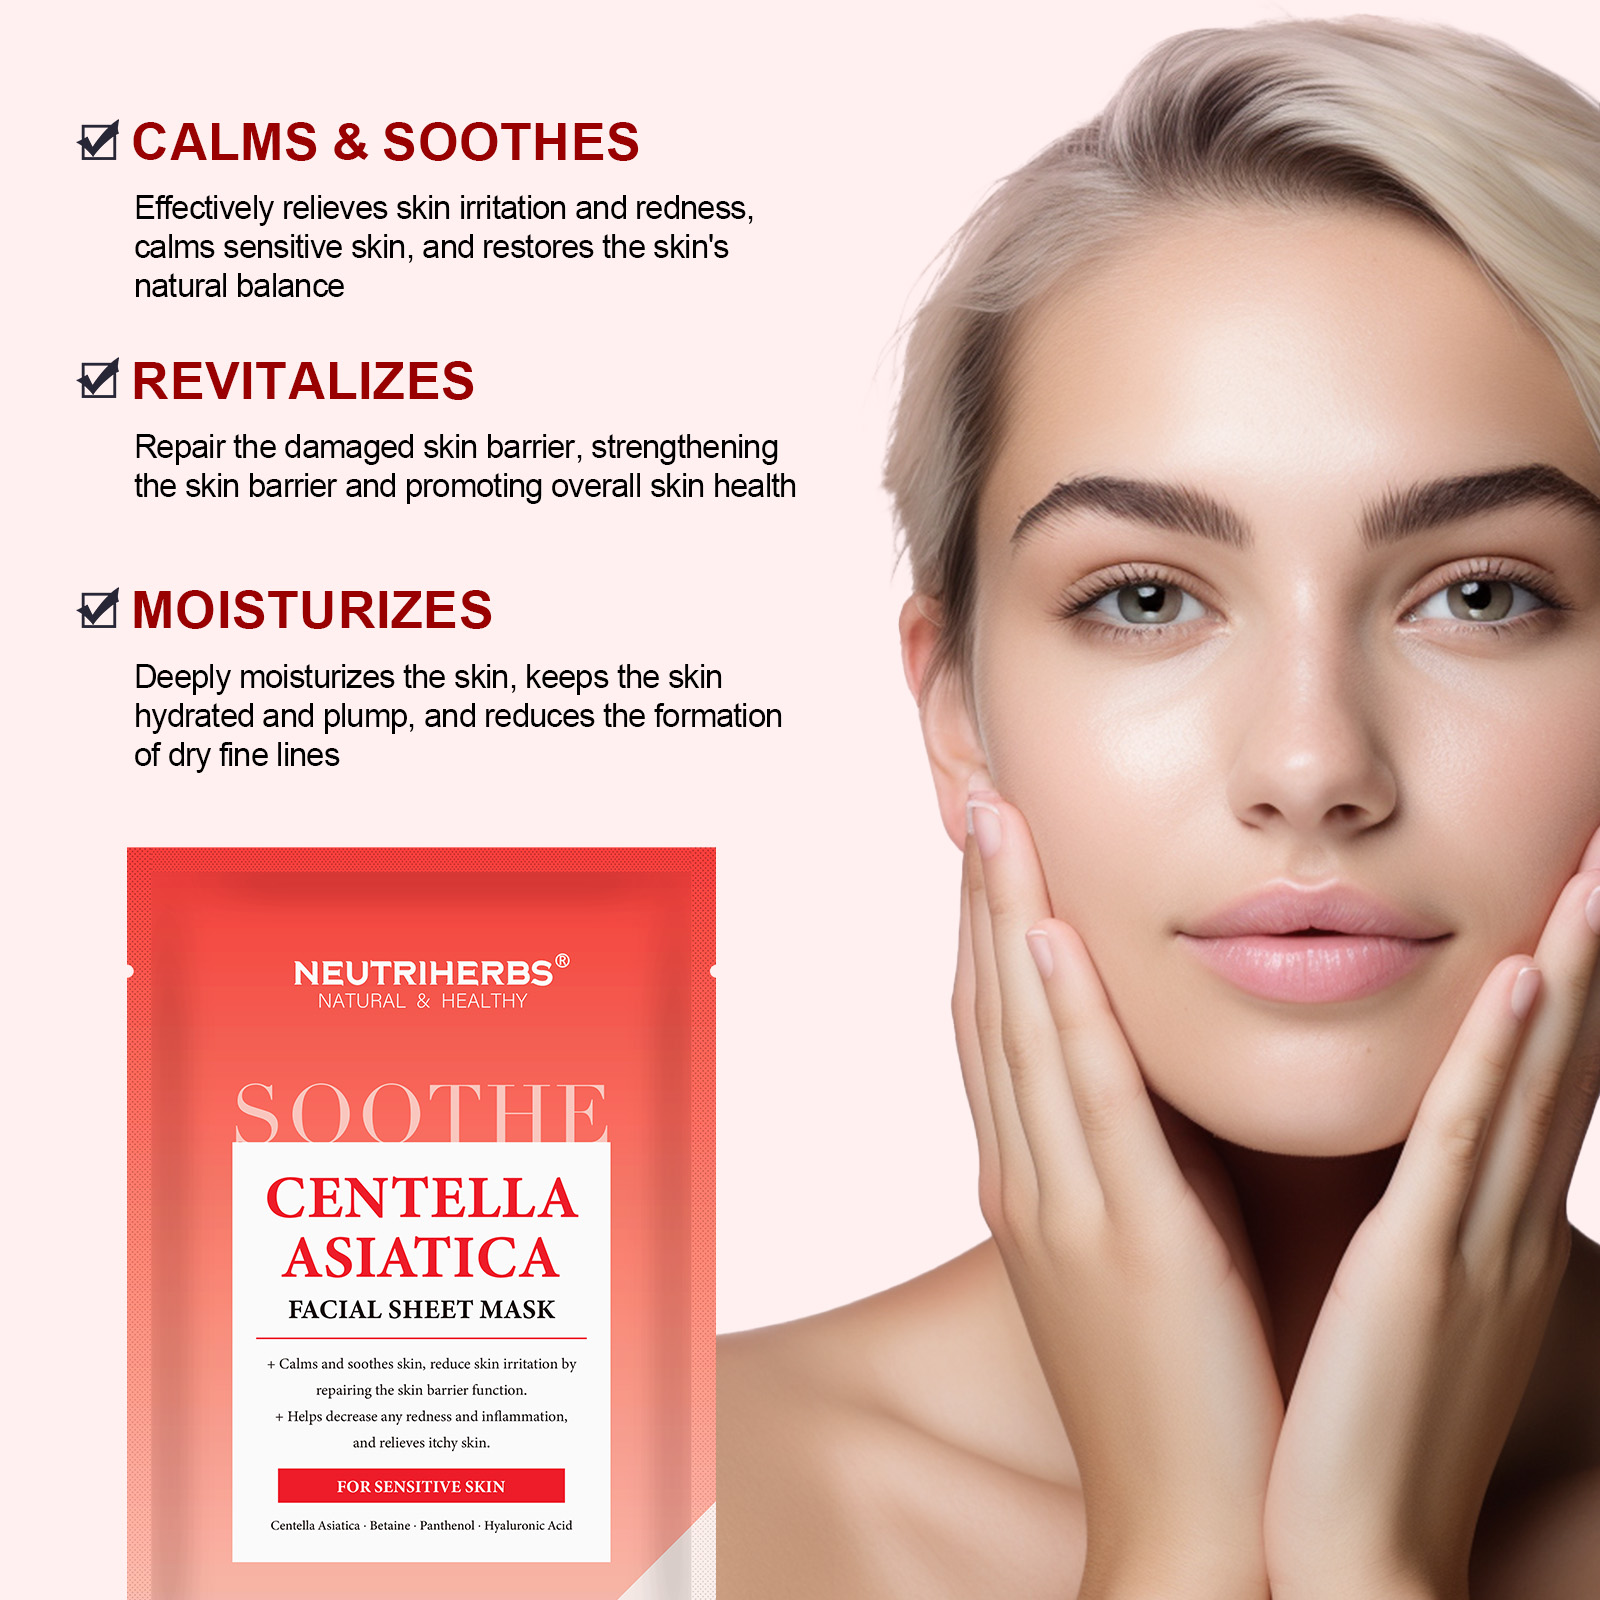 CALMS & SOOTHES
Effectively relieves skin irritation and redness,
calms sensitive skin, and restores the skin's
natural balance
REVITALIZES
Repair the damaged skin barrier, strengthening
the skin barrier and promoting overall skin health
MOISTURIZES
Deeply moisturizes the skin, keeps the skin
hydrated and plump, and reduces the formation
of dry fine lines
NEUTRIHERBS®
NATURAL & HEALTHY
SOOTHE
CENTELLA
ASIATICA
FACIAL SHEET MASK
+ Calms and soothes skin, reduce skin irritation by
repairing the skin barrier function.
+ Helps decrease any redness and inflammation,
and relieves itchy skin.
FOR SENSITIVE SKIN
Centella Asiatica · Betaine · Panthenol · Hyaluronic Acid